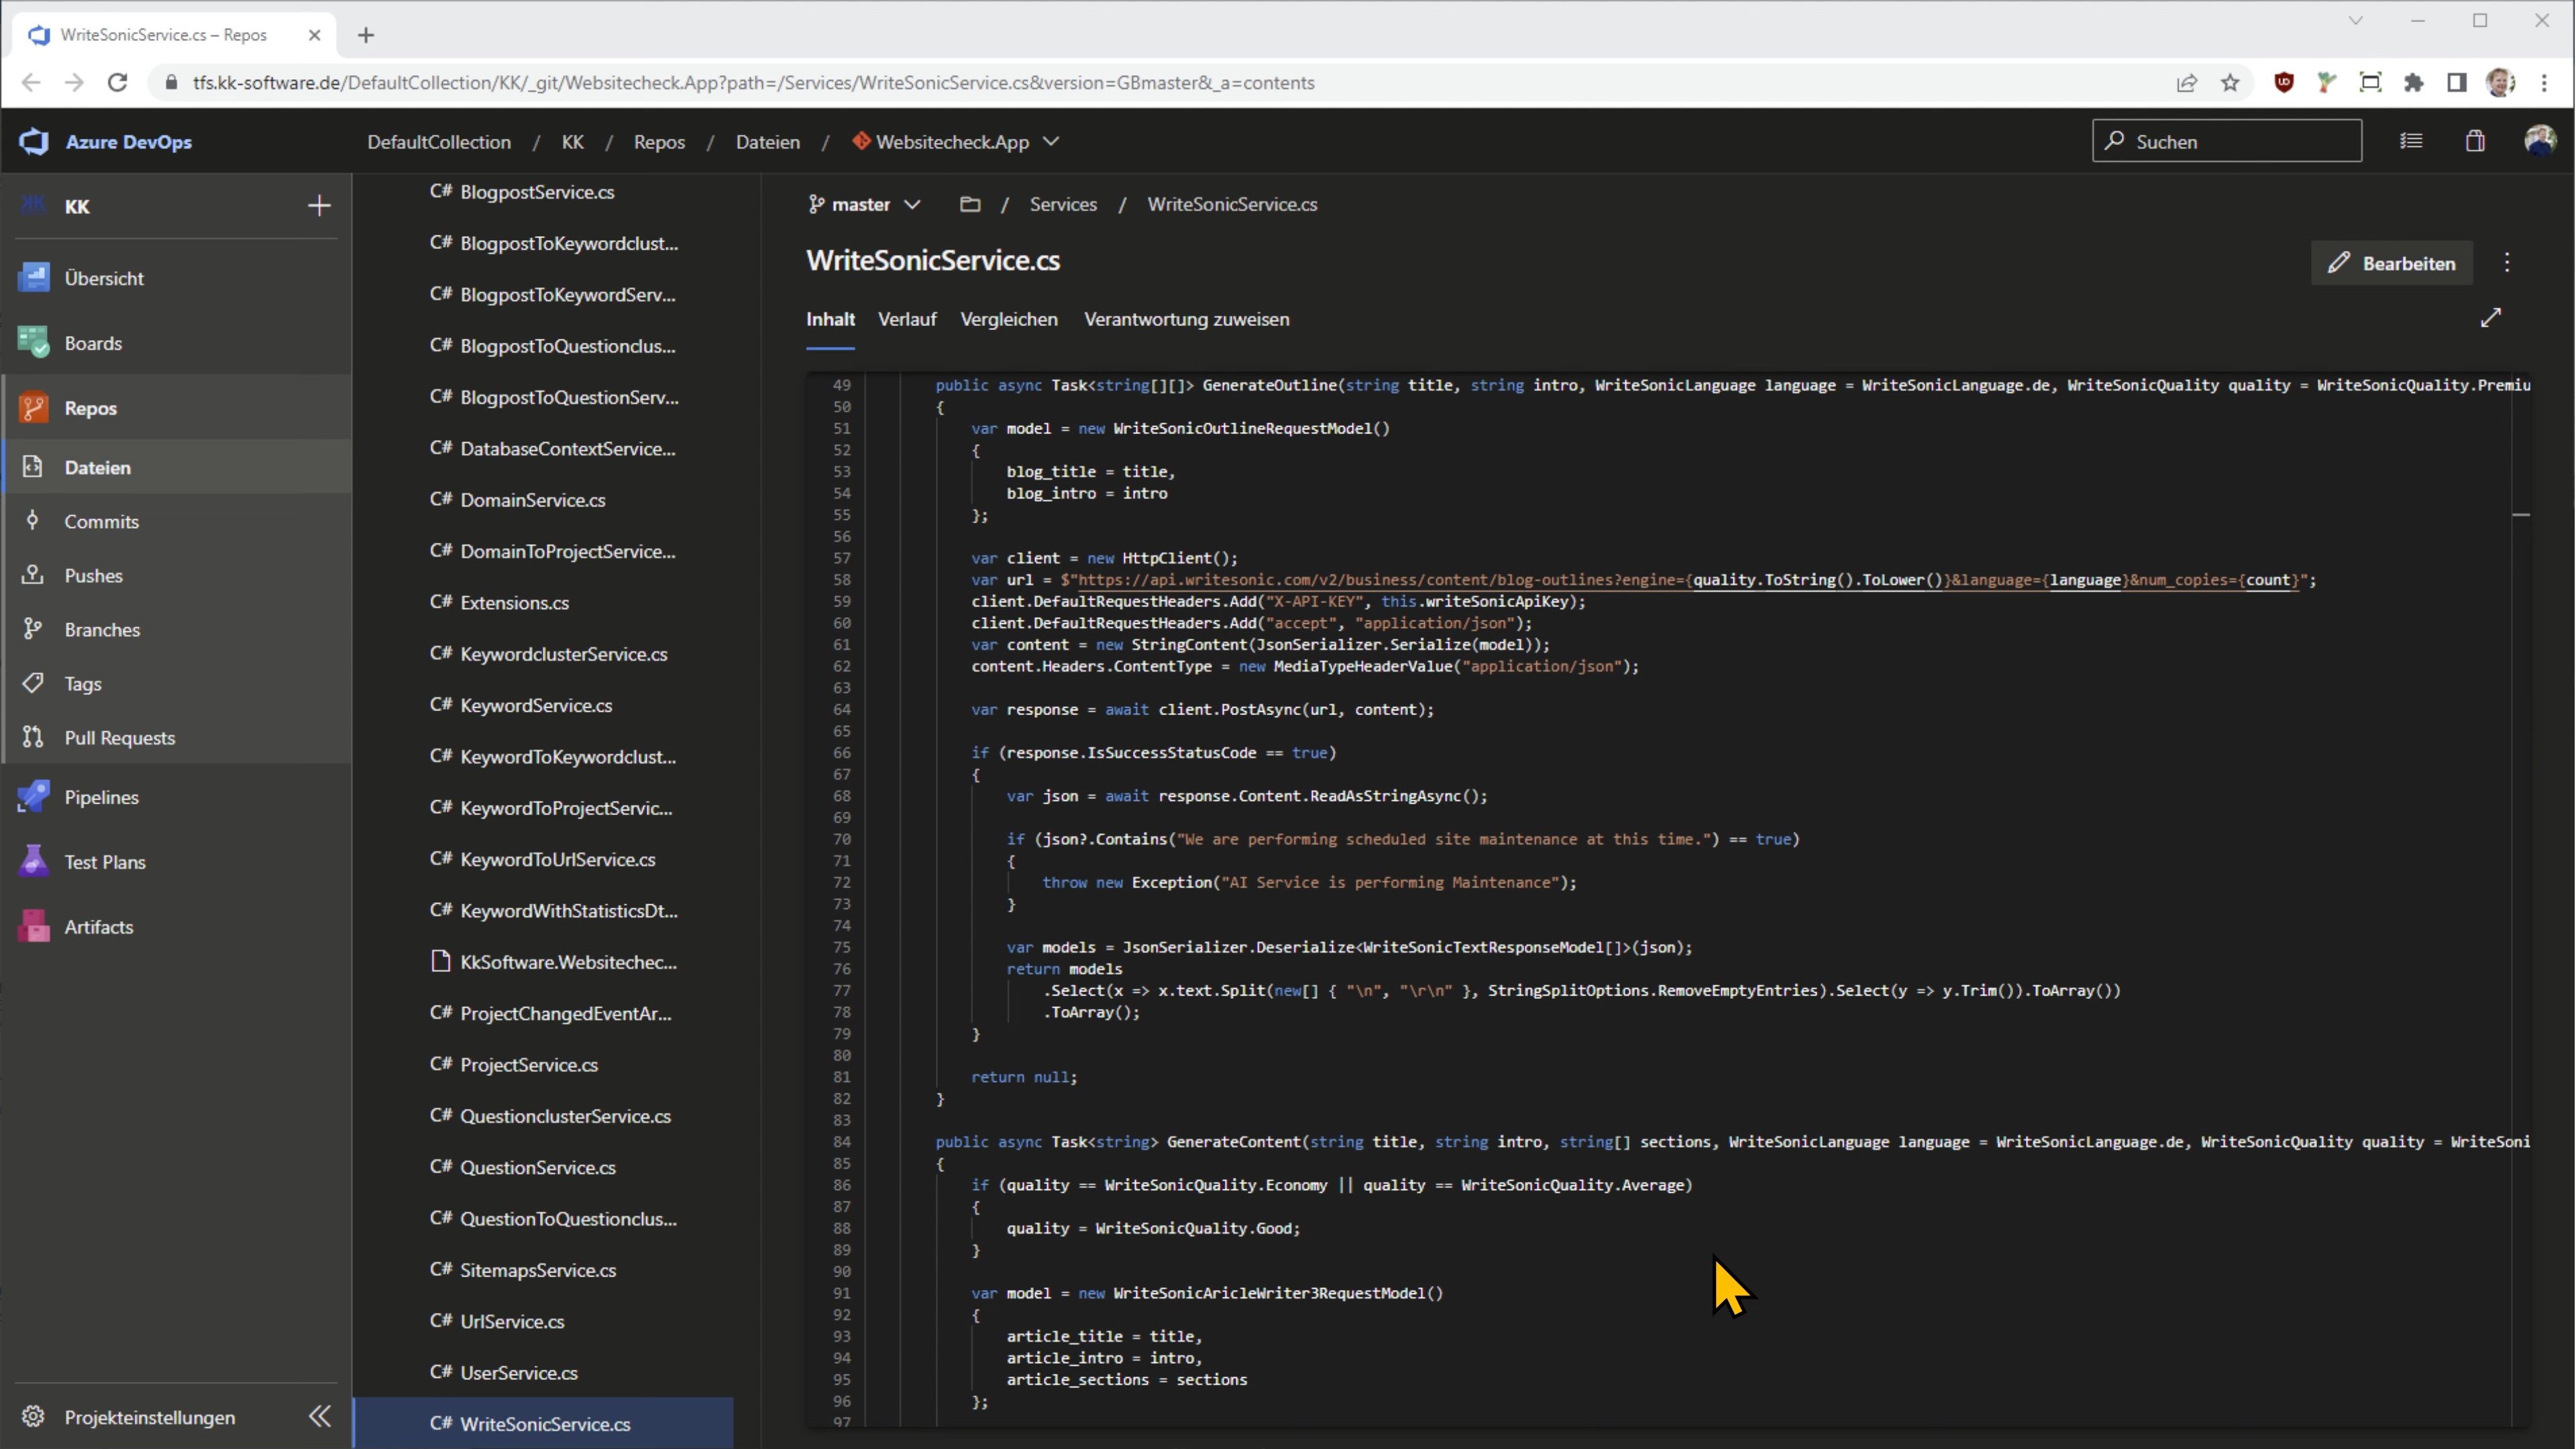 WriteSonicService.cs – Repos
tfs.kk-software.de/DefaultCollection/KK/_git/Websitecheck.App?path=/Services/WriteSonicService.cs&version=GBmaster&_a=contents
Azure DevOps
DefaultCollection / KK / Repos / Dateien / Websitecheck.App
Suchen
KK
Übersicht
Boards
Repos
Dateien
Commits
Pushes
Branches
Tags
Pull Requests
Pipelines
Test Plans
Artifacts
Projekteinstellungen
C# BlogpostService.cs
C# BlogpostToKeywordclust...
C# BlogpostToKeywordServ...
C# BlogpostToQuestionclus...
C# BlogpostToQuestionServ...
C# DatabaseContextService...
C# DomainService.cs
C# DomainToProjectService...
C# Extensions.cs
C# KeywordclusterService.cs
C# KeywordService.cs
C# KeywordToKeywordclust...
C# KeywordToProjectServic...
C# KeywordToUrlService.cs
C# KeywordWithStatisticsDt...
KkSoftware.Websitechec...
C# ProjectChangedEventAr...
C# ProjectService.cs
C# QuestionclusterService.cs
C# QuestionService.cs
C# QuestionToQuestionclus...
C# SitemapsService.cs
C# UrlService.cs
C# UserService.cs
C# WriteSonicService.cs
master / Services / WriteSonicService.cs
WriteSonicService.cs
Bearbeiten
Inhalt Verlauf Vergleichen Verantwortung zuweisen
49 public async Task<string[][]> GenerateOutline(string title, string intro, WriteSonicLanguage language = WriteSonicLanguage.de, WriteSonicQuality quality = WriteSonicQuality.Premiu
50 {
51 var model = new WriteSonicOutlineRequestModel()
52 {
53 blog_title = title,
54 blog_intro = intro
55 };
56
57 var client = new HttpClient();
58 var url = $"https://api.writesonic.com/v2/business/content/blog-outlines?engine={quality.ToString().ToLower()}&language={language}&num_copies={count}";
59 client.DefaultRequestHeaders.Add("X-API-KEY", this.writeSonicApiKey);
60 client.DefaultRequestHeaders.Add("accept", "application/json");
61 var content = new StringContent(JsonSerializer.Serialize(model));
62 content.Headers.ContentType = new MediaTypeHeaderValue("application/json");
63
64 var response = await client.PostAsync(url, content);
65
66 if (response.IsSuccessStatusCode == true)
67 {
68 var json = await response.Content.ReadAsStringAsync();
69
70 if (json?.Contains("We are performing scheduled site maintenance at this time.") == true)
71 {
72 throw new Exception("AI Service is performing Maintenance");
73 }
74
75 var models = JsonSerializer.Deserialize<WriteSonicTextResponseModel[]>(json);
76 return models
77 .Select(x => x.text.Split(new[] { "\n", "\r\n" }, StringSplitOptions.RemoveEmptyEntries).Select(y => y.Trim()).ToArray())
78 .ToArray();
79 }
80
81 return null;
82 }
83
84 public async Task<string> GenerateContent(string title, string intro, string[] sections, WriteSonicLanguage language = WriteSonicLanguage.de, WriteSonicQuality quality = WriteSoni
85 {
86 if (quality == WriteSonicQuality.Economy || quality == WriteSonicQuality.Average)
87 {
88 quality = WriteSonicQuality.Good;
89 }
90
91 var model = new WriteSonicAricleWriter3RequestModel()
92 {
93 article_title = title,
94 article_intro = intro,
95 article_sections = sections
96 };
97